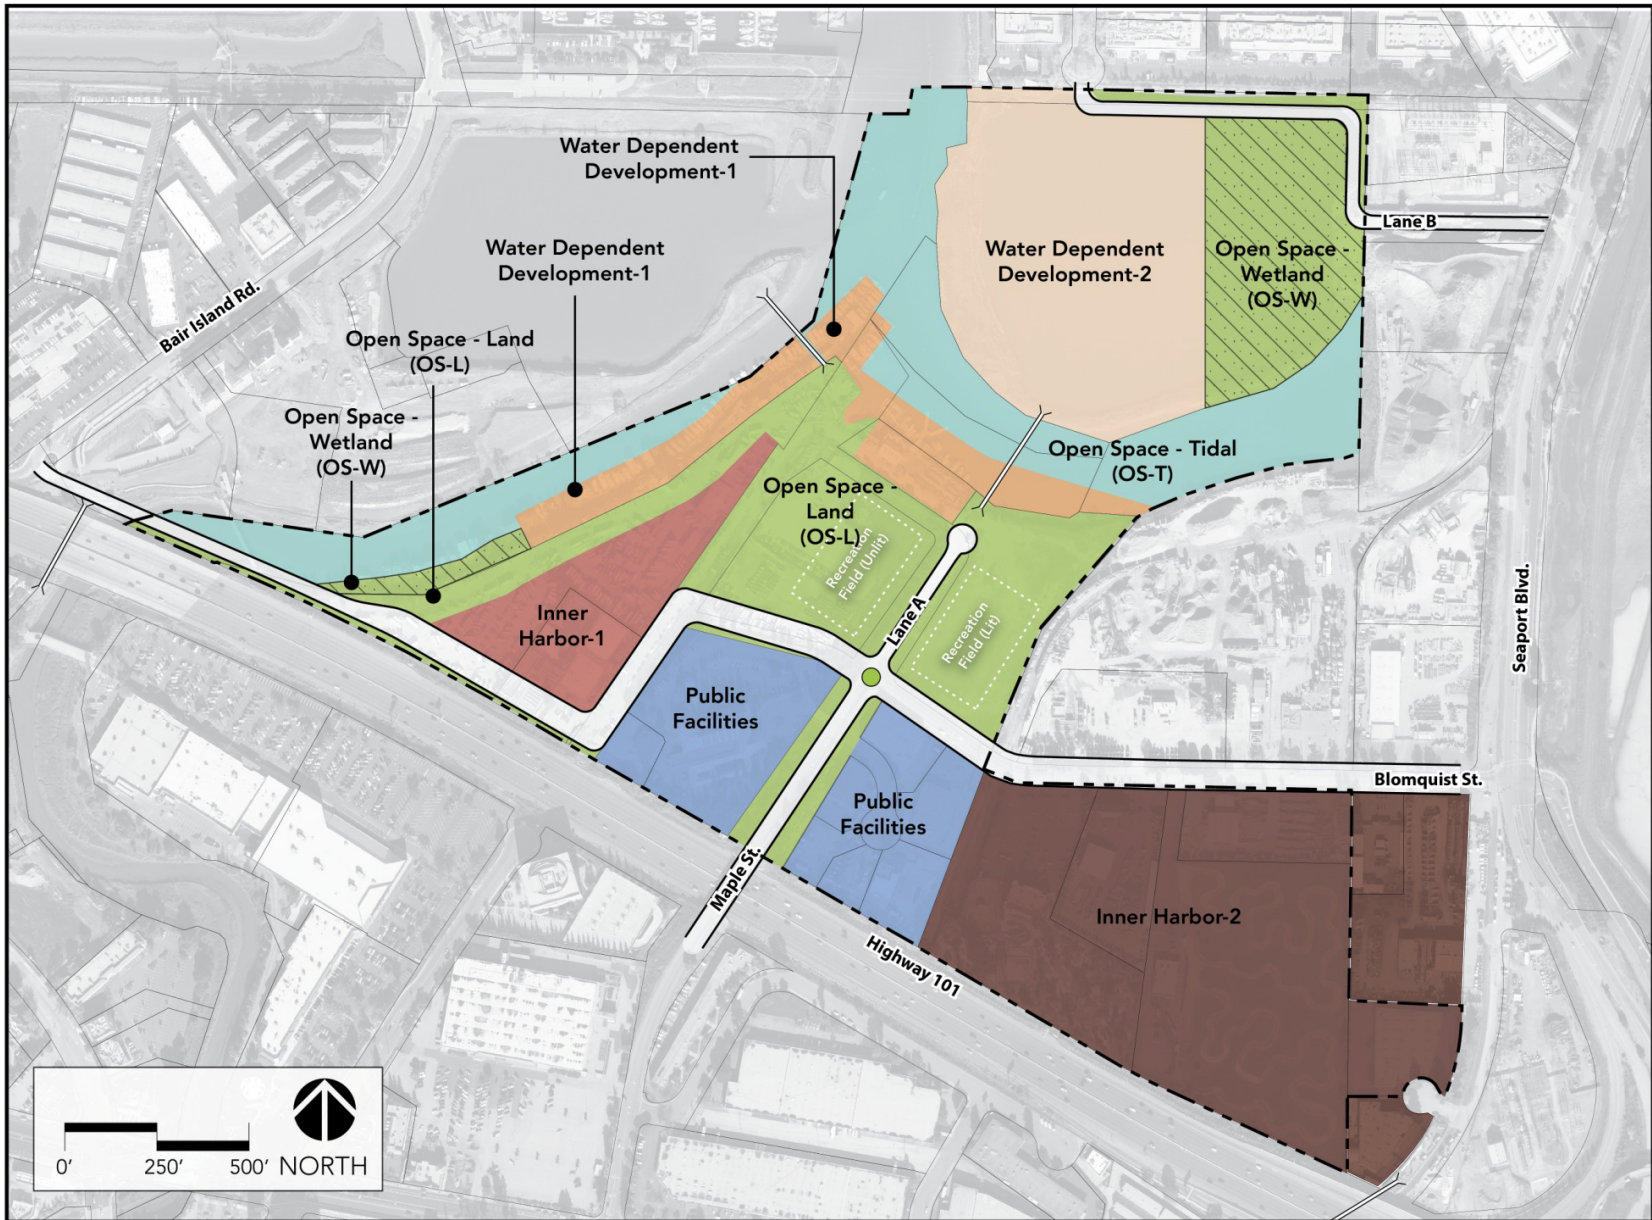 Water Dependent
Development-1
Water Dependent
Development-1
Water Dependent
Development-2
Open Space -
Wetland
(OS-W)
Lane B
Bair Island Rd.
Open Space - Land
(OS-L)
Open Space -
Wetland
(OS-W)
Open Space - Tidal
(OS-T)
Open Space -
Land
(OS-L)
Recreation
Field (Unlit)
Inner
Harbor-1
Lane A
Recreation
Field (Lit)
Seaport Blvd.
Public
Facilities
Blomquist St.
Public
Facilities
Maple St.
Inner Harbor-2
Highway 101
0' 250' 500' NORTH